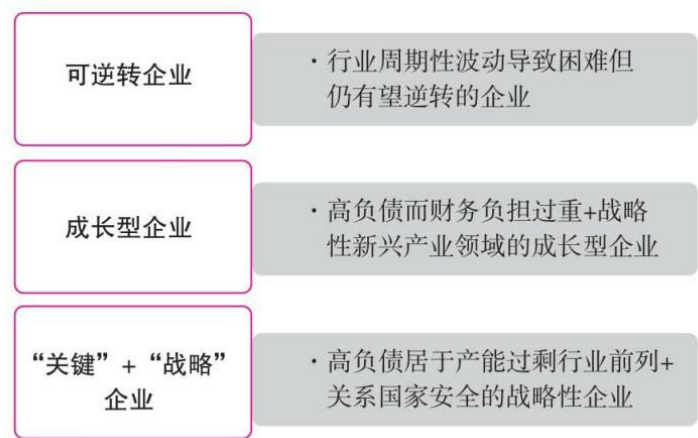 可逆转企业
·行业周期性波动导致困难但
仍有望逆转的企业
成长型企业
·高负债而财务负担过重+战略
性新兴产业领域的成长型企业
“关键”+“战略”
企业
·高负债居于产能过剩行业前列+
关系国家安全的战略性企业